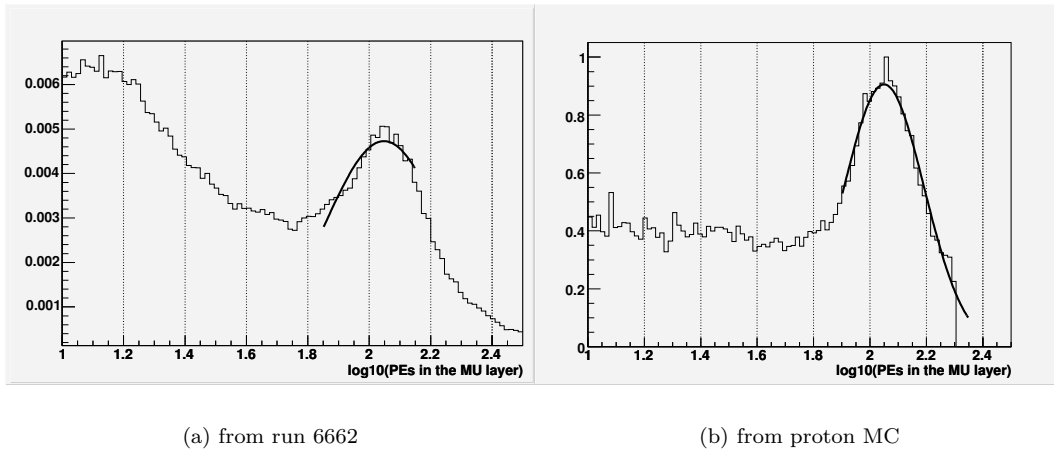 0.006
0.005
0.004
0.003
0.002
0.001
1 1.2 1.4 1.6 1.8 2 2.2 2.4
log10(PEs in the MU layer)
1
0.8
0.6
0.4
0.2
0
1 1.2 1.4 1.6 1.8 2 2.2 2.4
log10(PEs in the MU layer)
(a) from run 6662
(b) from proton MC